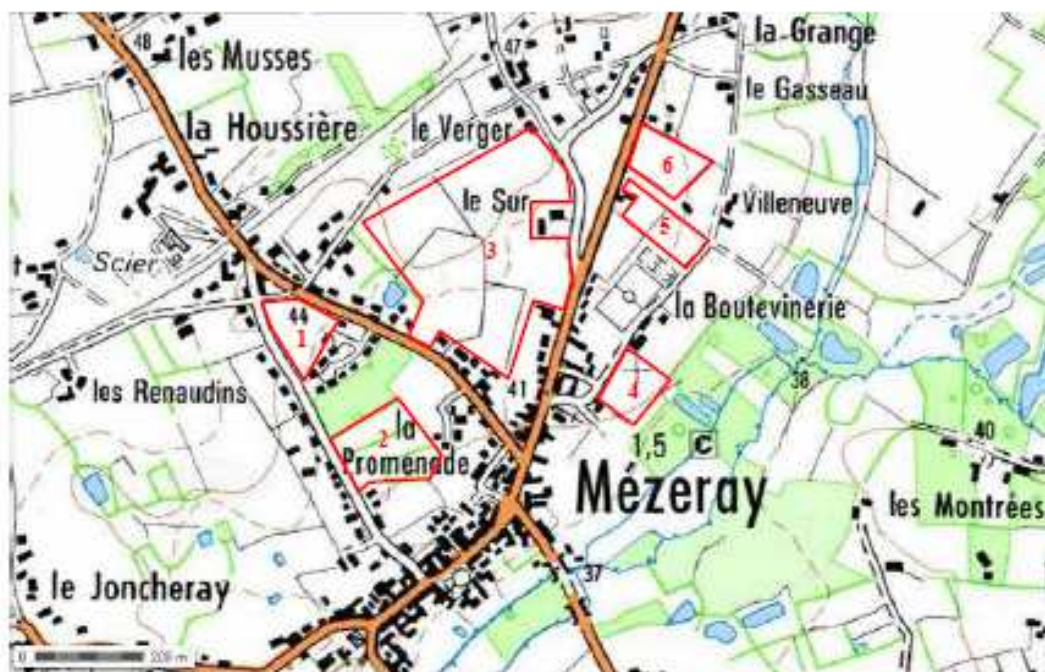 48
les Musses
47
la Grange
le Gasseau
la Houssière
le Verger
6
le Sur
Villeneuve
5
3
Scier
t
44
1
la Boutevinerie
les Renaudins
41
4
38
2
la
Promenade
1,5 C
40
Mézeray
les Montrées
37
le Joncheray
0 200 m